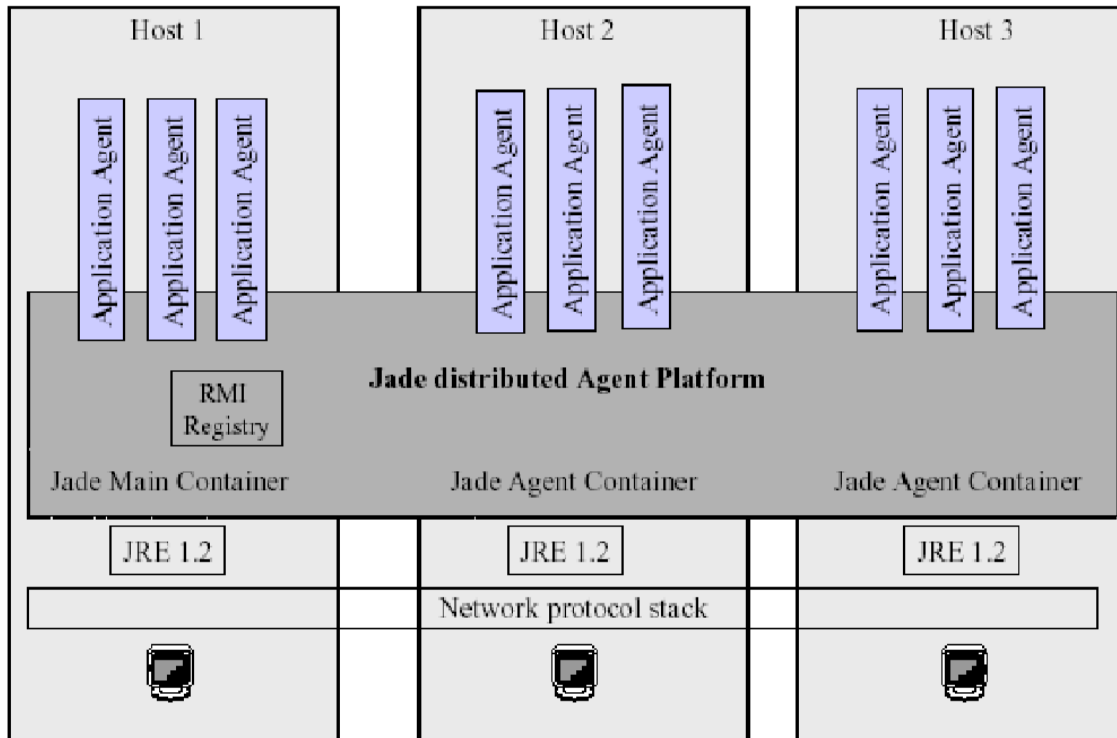 Host 1
Host 2
Host 3
Application Agent
Application Agent
Application Agent
Application Agent
Application Agent
Application Agent
Application Agent
Application Agent
Application Agent
Jade distributed Agent Platform
RMI
Registry
Jade Main Container
Jade Agent Container
Jade Agent Container
JRE 1.2
JRE 1.2
JRE 1.2
Network protocol stack